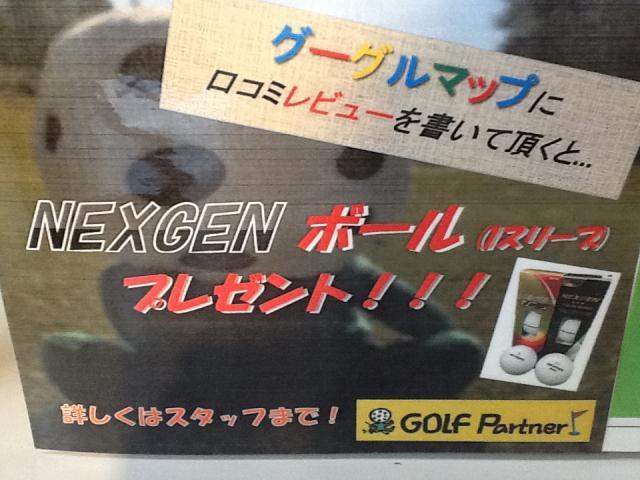 グーグルマップに
口コミレビューを書いて頂くと...
NEXGEN ボール(1スリーブ)
プレゼント!!!
NEXGEN
詳しくはスタッフまで!
GOLF Partner